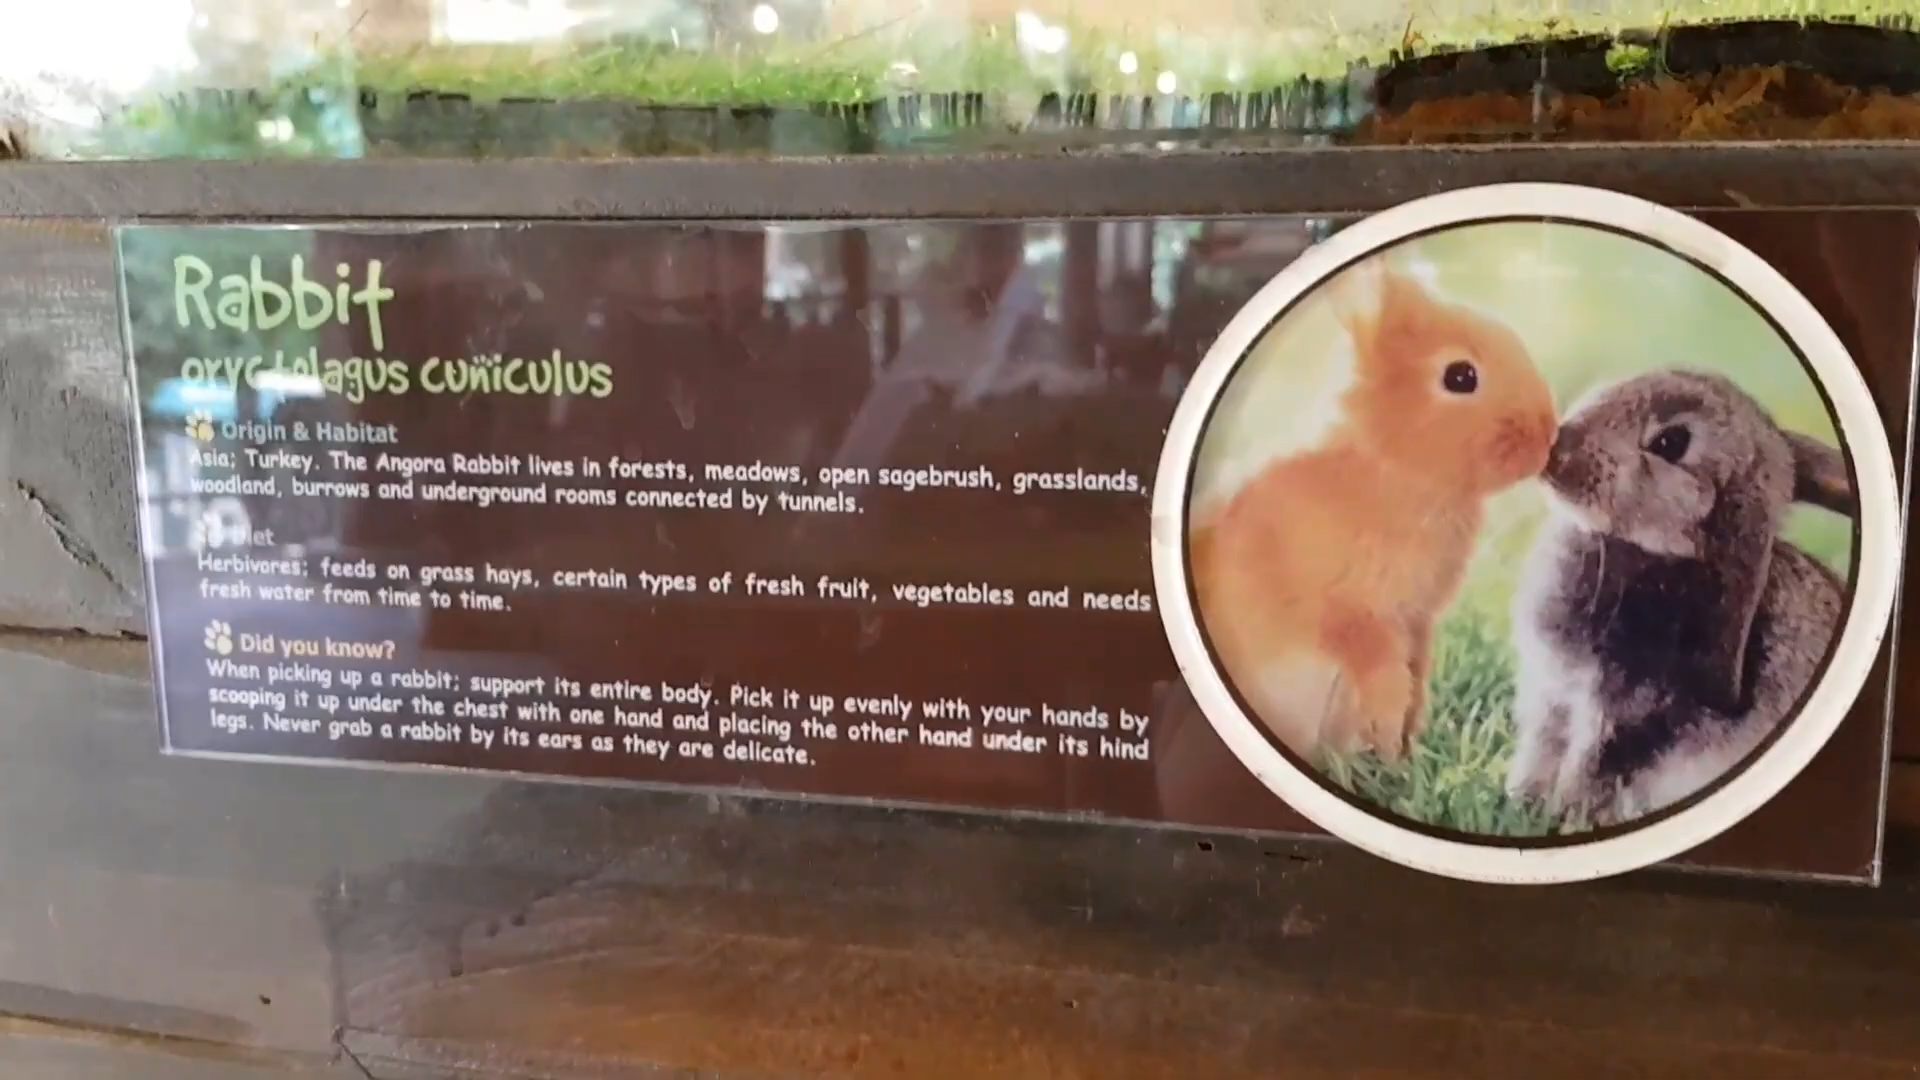 Rabbit
oryctolagus cuniculus
Origin & Habitat
Asia; Turkey. The Angora Rabbit lives in forests, meadows, open sagebrush, grasslands,
woodland, burrows and underground rooms connected by tunnels.
Diet
Herbivores; feeds on grass hays, certain types of fresh fruit, vegetables and needs
fresh water from time to time.
Did you know?
When picking up a rabbit; support its entire body. Pick it up evenly with your hands by
scooping it up under the chest with one hand and placing the other hand under its hind
legs. Never grab a rabbit by its ears as they are delicate.